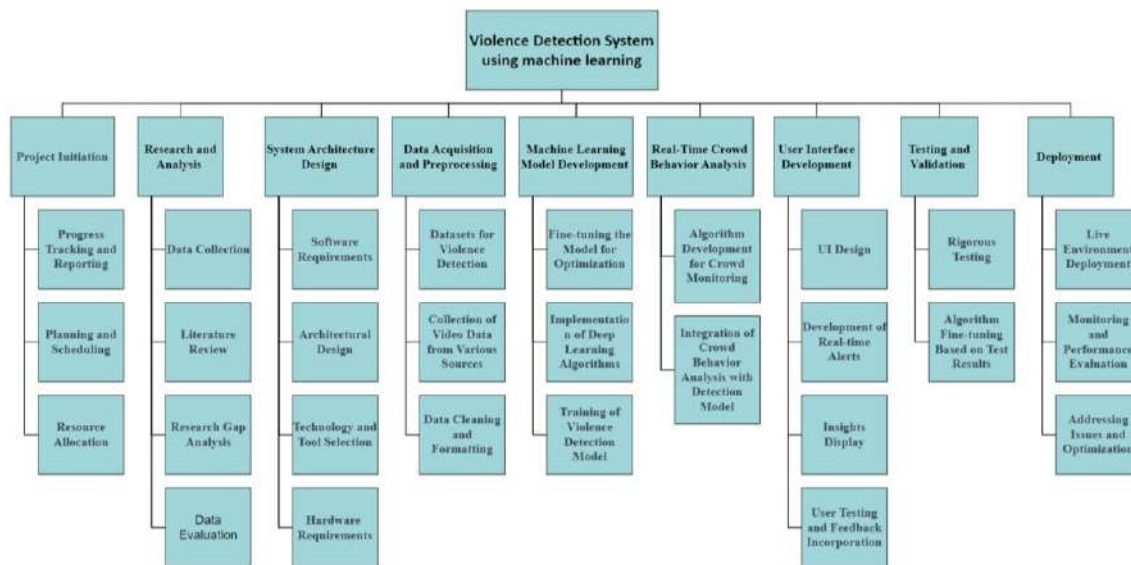 Violence Detection System
using machine learning
Project Initiation
Research and
Analysis
System Architecture
Design
Data Acquisition
and Preprocessing
Machine Learning
Model Development
Real-Time Crowd
Behavior Analysis
User Interface
Development
Testing and
Validation
Deployment
Progress
Tracking and
Reporting
Planning and
Scheduling
Resource
Allocation
Data Collection
Literature
Review
Research Gap
Analysis
Data
Evaluation
Software
Requirements
Architectural
Design
Technology and
Tool Selection
Hardware
Requirements
Datasets for
Violence
Detection
Collection of
Video Data
from Various
Sources
Data Cleaning
and
Formatting
Fine-tuning the
Model for
Optimization
Implementatio
n of Deep
Learning
Algorithms
Training of
Violence
Detection
Model
Algorithm
Development
for Crowd
Monitoring
Integration of
Crowd
Behavior
Analysis with
Detection
Model
UI Design
Development of
Real-time
Alerts
Insights
Display
User Testing
and Feedback
Incorporation
Rigorous
Testing
Algorithm
Fine-tuning
Based on Test
Results
Live
Environment
Deployment
Monitoring
and
Performance
Evaluation
Addressing
Issues and
Optimization